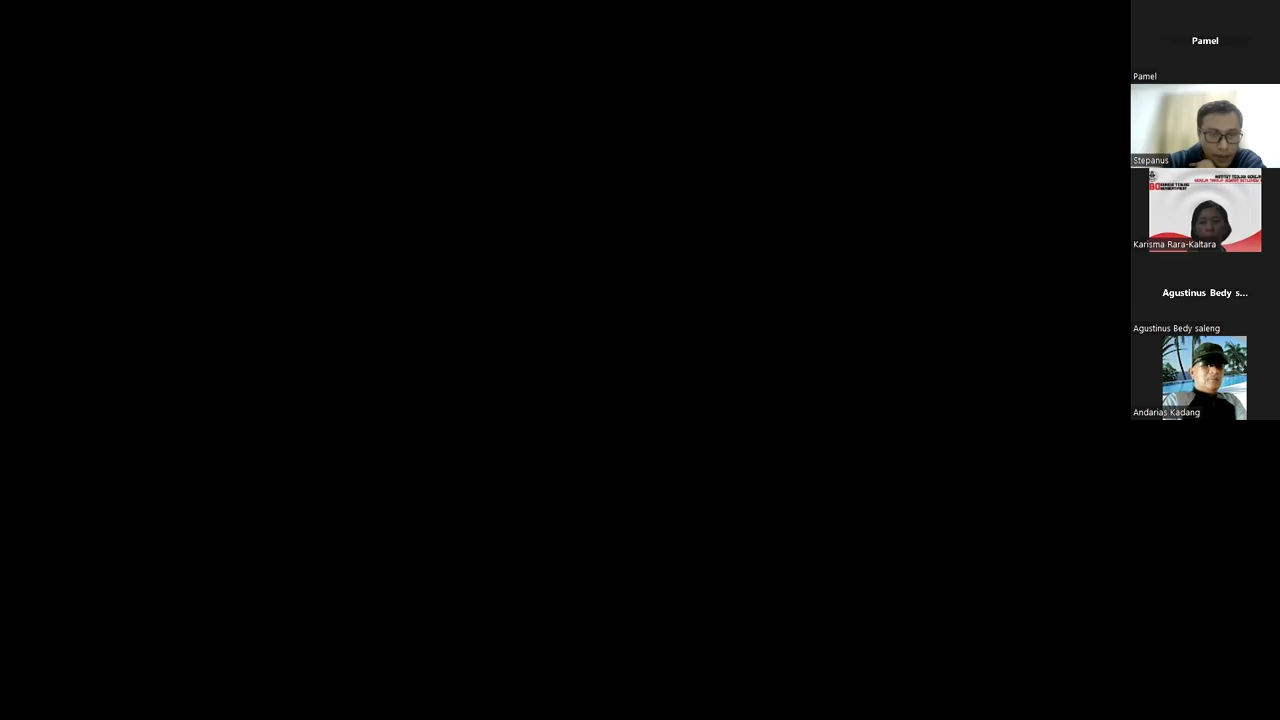 Pamel
Pamel
Stepanus
Karisma Rara-Kaltara
Agustinus Bedy s...
Agustinus Bedy saleng
Andarias Kadang